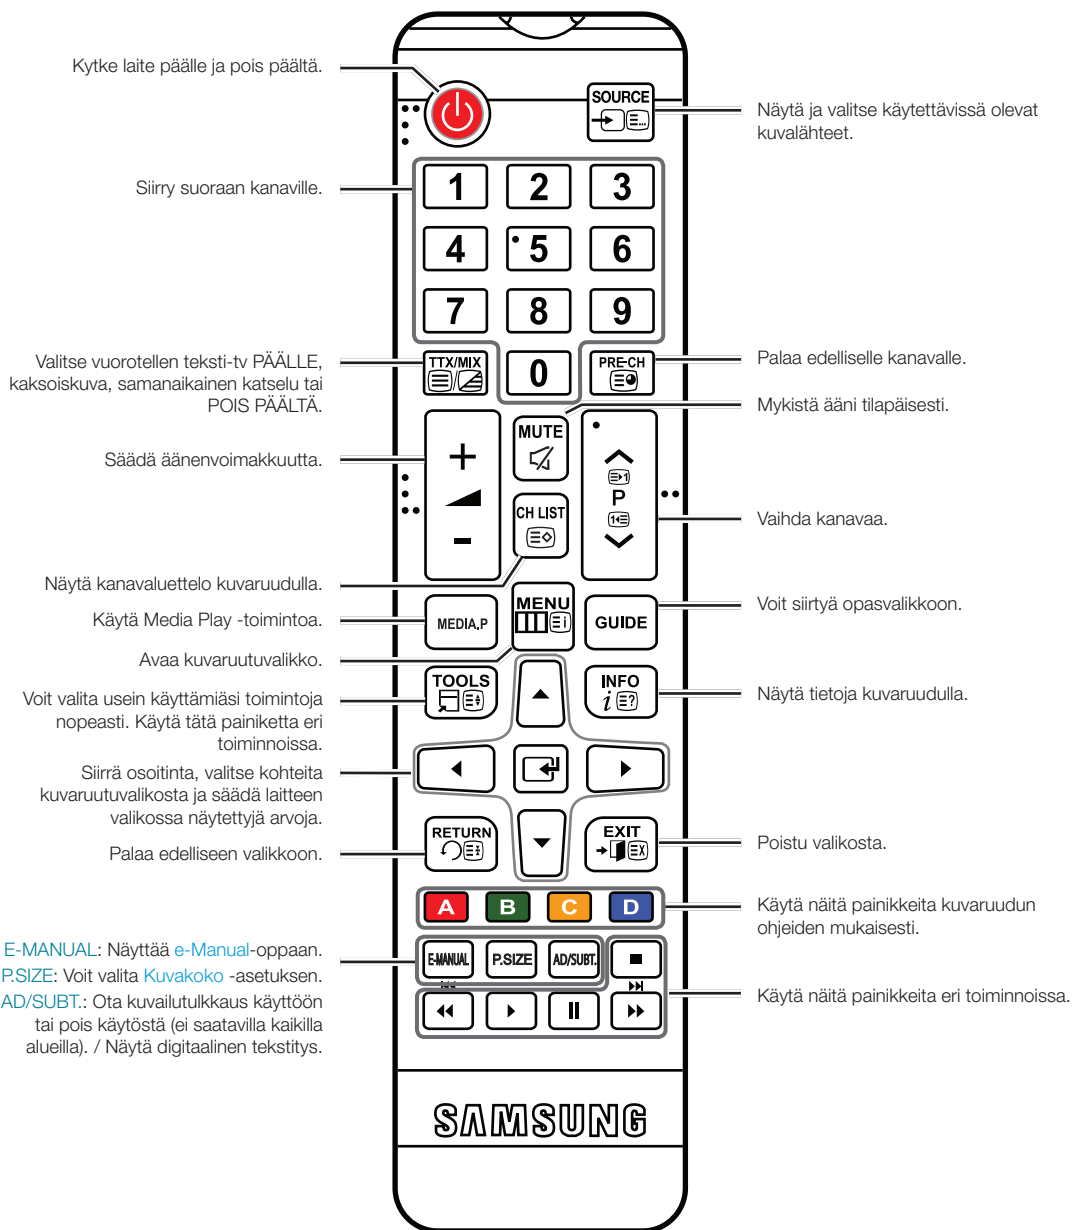 Kytke laite päälle ja pois päältä.
SOURCE
Näytä ja valitse käytettävissä olevat
kuvalähteet.
Siirry suoraan kanaville.
1 2 3
4 5 6
7 8 9
0
Valitse vuorotellen teksti-tv PÄÄLLE,
kaksoiskuva, samanaikainen katselu tai
POIS PÄÄLTÄ.
TTX/MIX
PRE-CH
Palaa edelliselle kanavalle.
MUTE
Mykistä ääni tilapäisesti.
Säädä äänenvoimakkuutta.
+
-
P
Vaihda kanavaa.
CH LIST
Näytä kanavaluettelo kuvaruudulla.
Käytä Media Play -toimintoa.
MEDIA.P
MENU
GUIDE
Voit siirtyä opasvalikkoon.
Avaa kuvaruutuvalikko.
TOOLS
INFO
Voit valita usein käyttämiäsi toimintoja
nopeasti. Käytä tätä painiketta eri
toiminnoissa.
Näytä tietoja kuvaruudulla.
Siirrä osoitinta, valitse kohteita
kuvaruutuvalikosta ja säädä laitteen
valikossa näytettyjä arvoja.
RETURN
EXIT
Palaa edelliseen valikkoon.
Poistu valikosta.
A B C D
Käytä näitä painikkeita kuvaruudun
ohjeiden mukaisesti.
E-MANUAL: Näyttää e-Manual-oppaan.
P.SIZE: Voit valita Kuvakoko -asetuksen.
AD/SUBT.: Ota kuvailutulkkaus käyttöön
tai pois käytöstä (ei saatavilla kaikilla
alueilla). / Näytä digitaalinen tekstitys.
E-MANUAL P.SIZE AD/SUBT.
Käytä näitä painikkeita eri toiminnoissa.
SAMSUNG